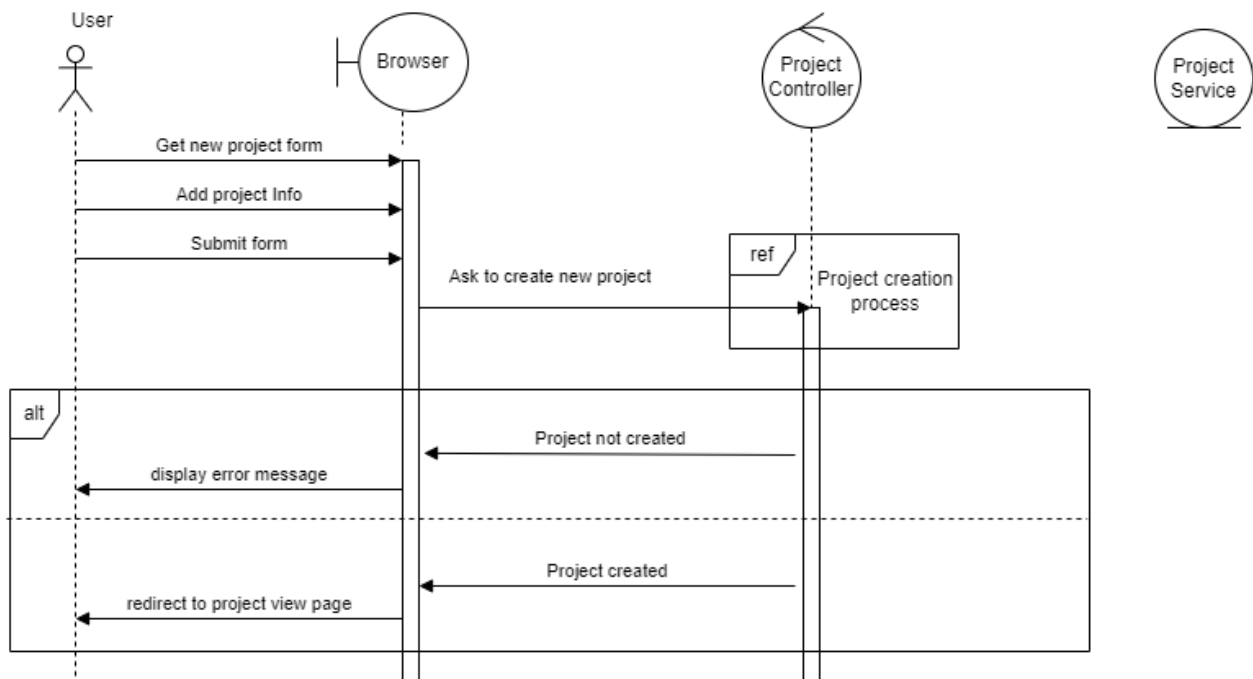 User
Browser
Project
Controller
Project
Service
Get new project form
Add project Info
Submit form
ref
Project creation
process
Ask to create new project
alt
Project not created
display error message
Project created
redirect to project view page